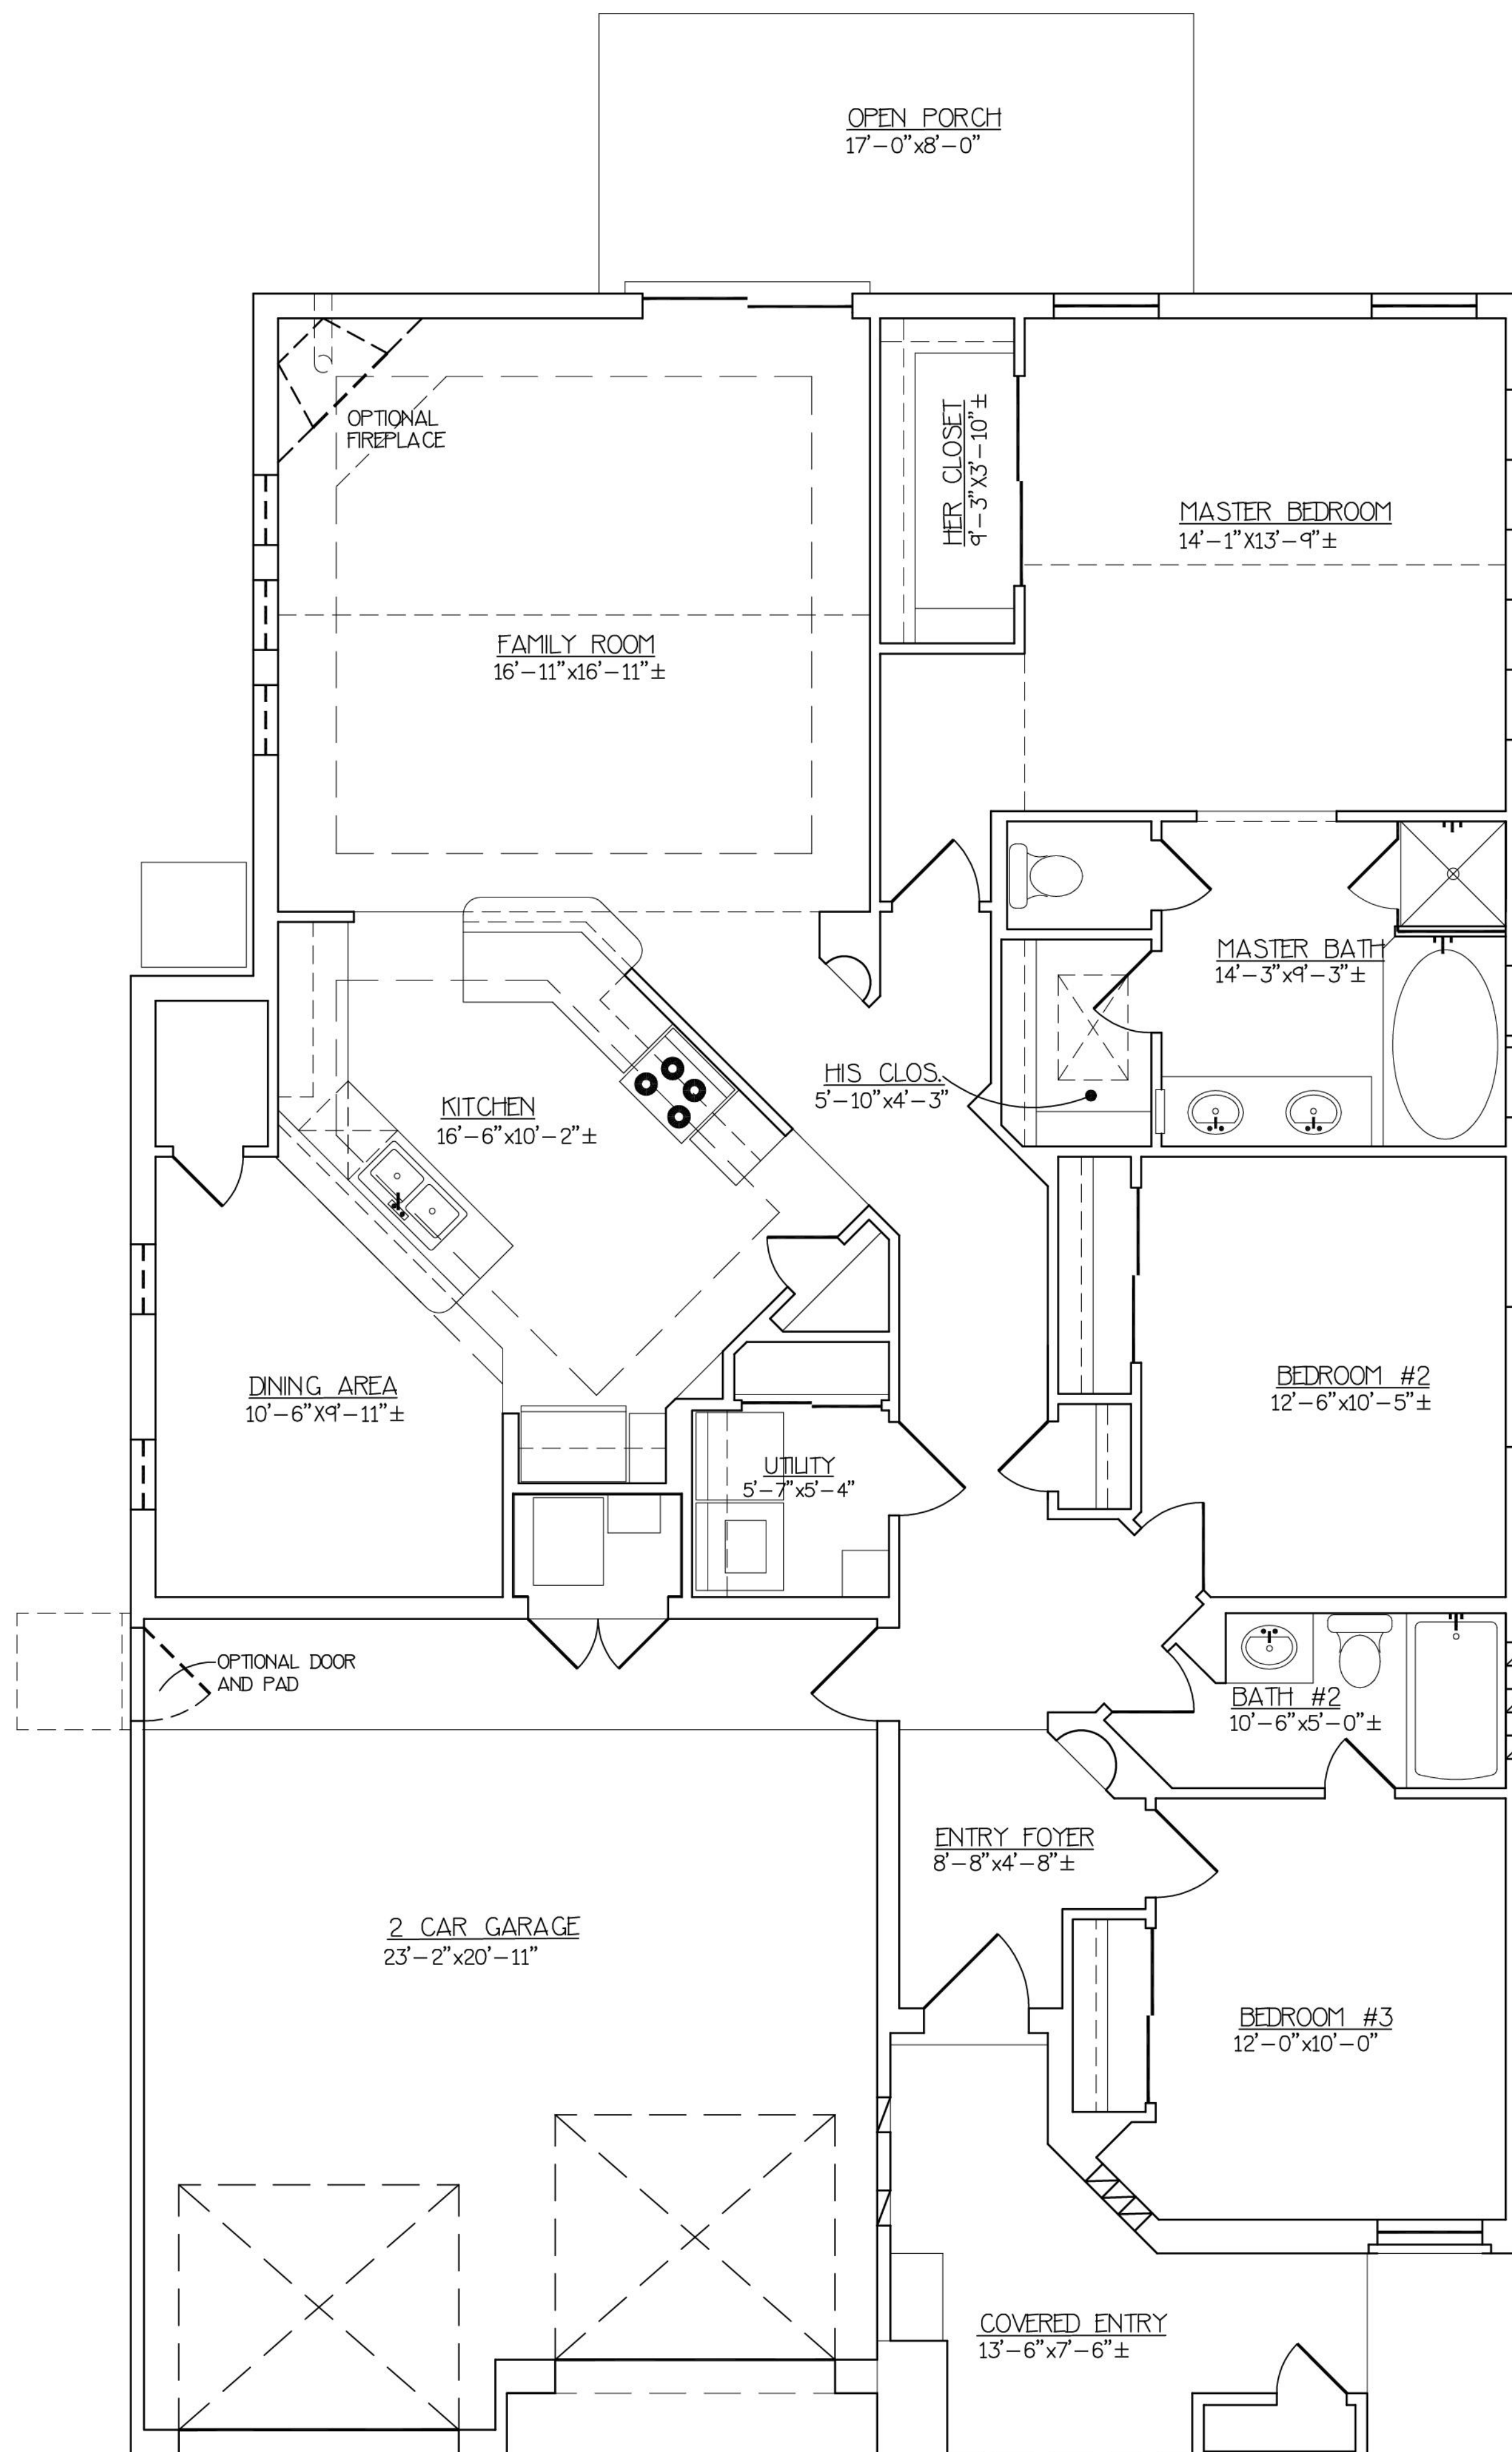 OPEN PORCH
17'-0"x8'-0"
OPTIONAL
FIREPLACE
HER CLOSET
9'-3"X3'-10"±
MASTER BEDROOM
14'-1"X13'-9"±
FAMILY ROOM
16'-11"x16'-11"±
MASTER BATH
14'-3"x9'-3"±
HIS CLOS.
5'-10"x4'-3"
KITCHEN
16'-6"x10'-2"±
DINING AREA
10'-6"X9'-11"±
BEDROOM #2
12'-6"x10'-5"±
UTILITY
5'-7"x5'-4"
OPTIONAL DOOR
AND PAD
BATH #2
10'-6"x5'-0"±
ENTRY FOYER
8'-8"x4'-8"±
2 CAR GARAGE
23'-2"x20'-11"
BEDROOM #3
12'-0"x10'-0"
COVERED ENTRY
13'-6"x7'-6"±